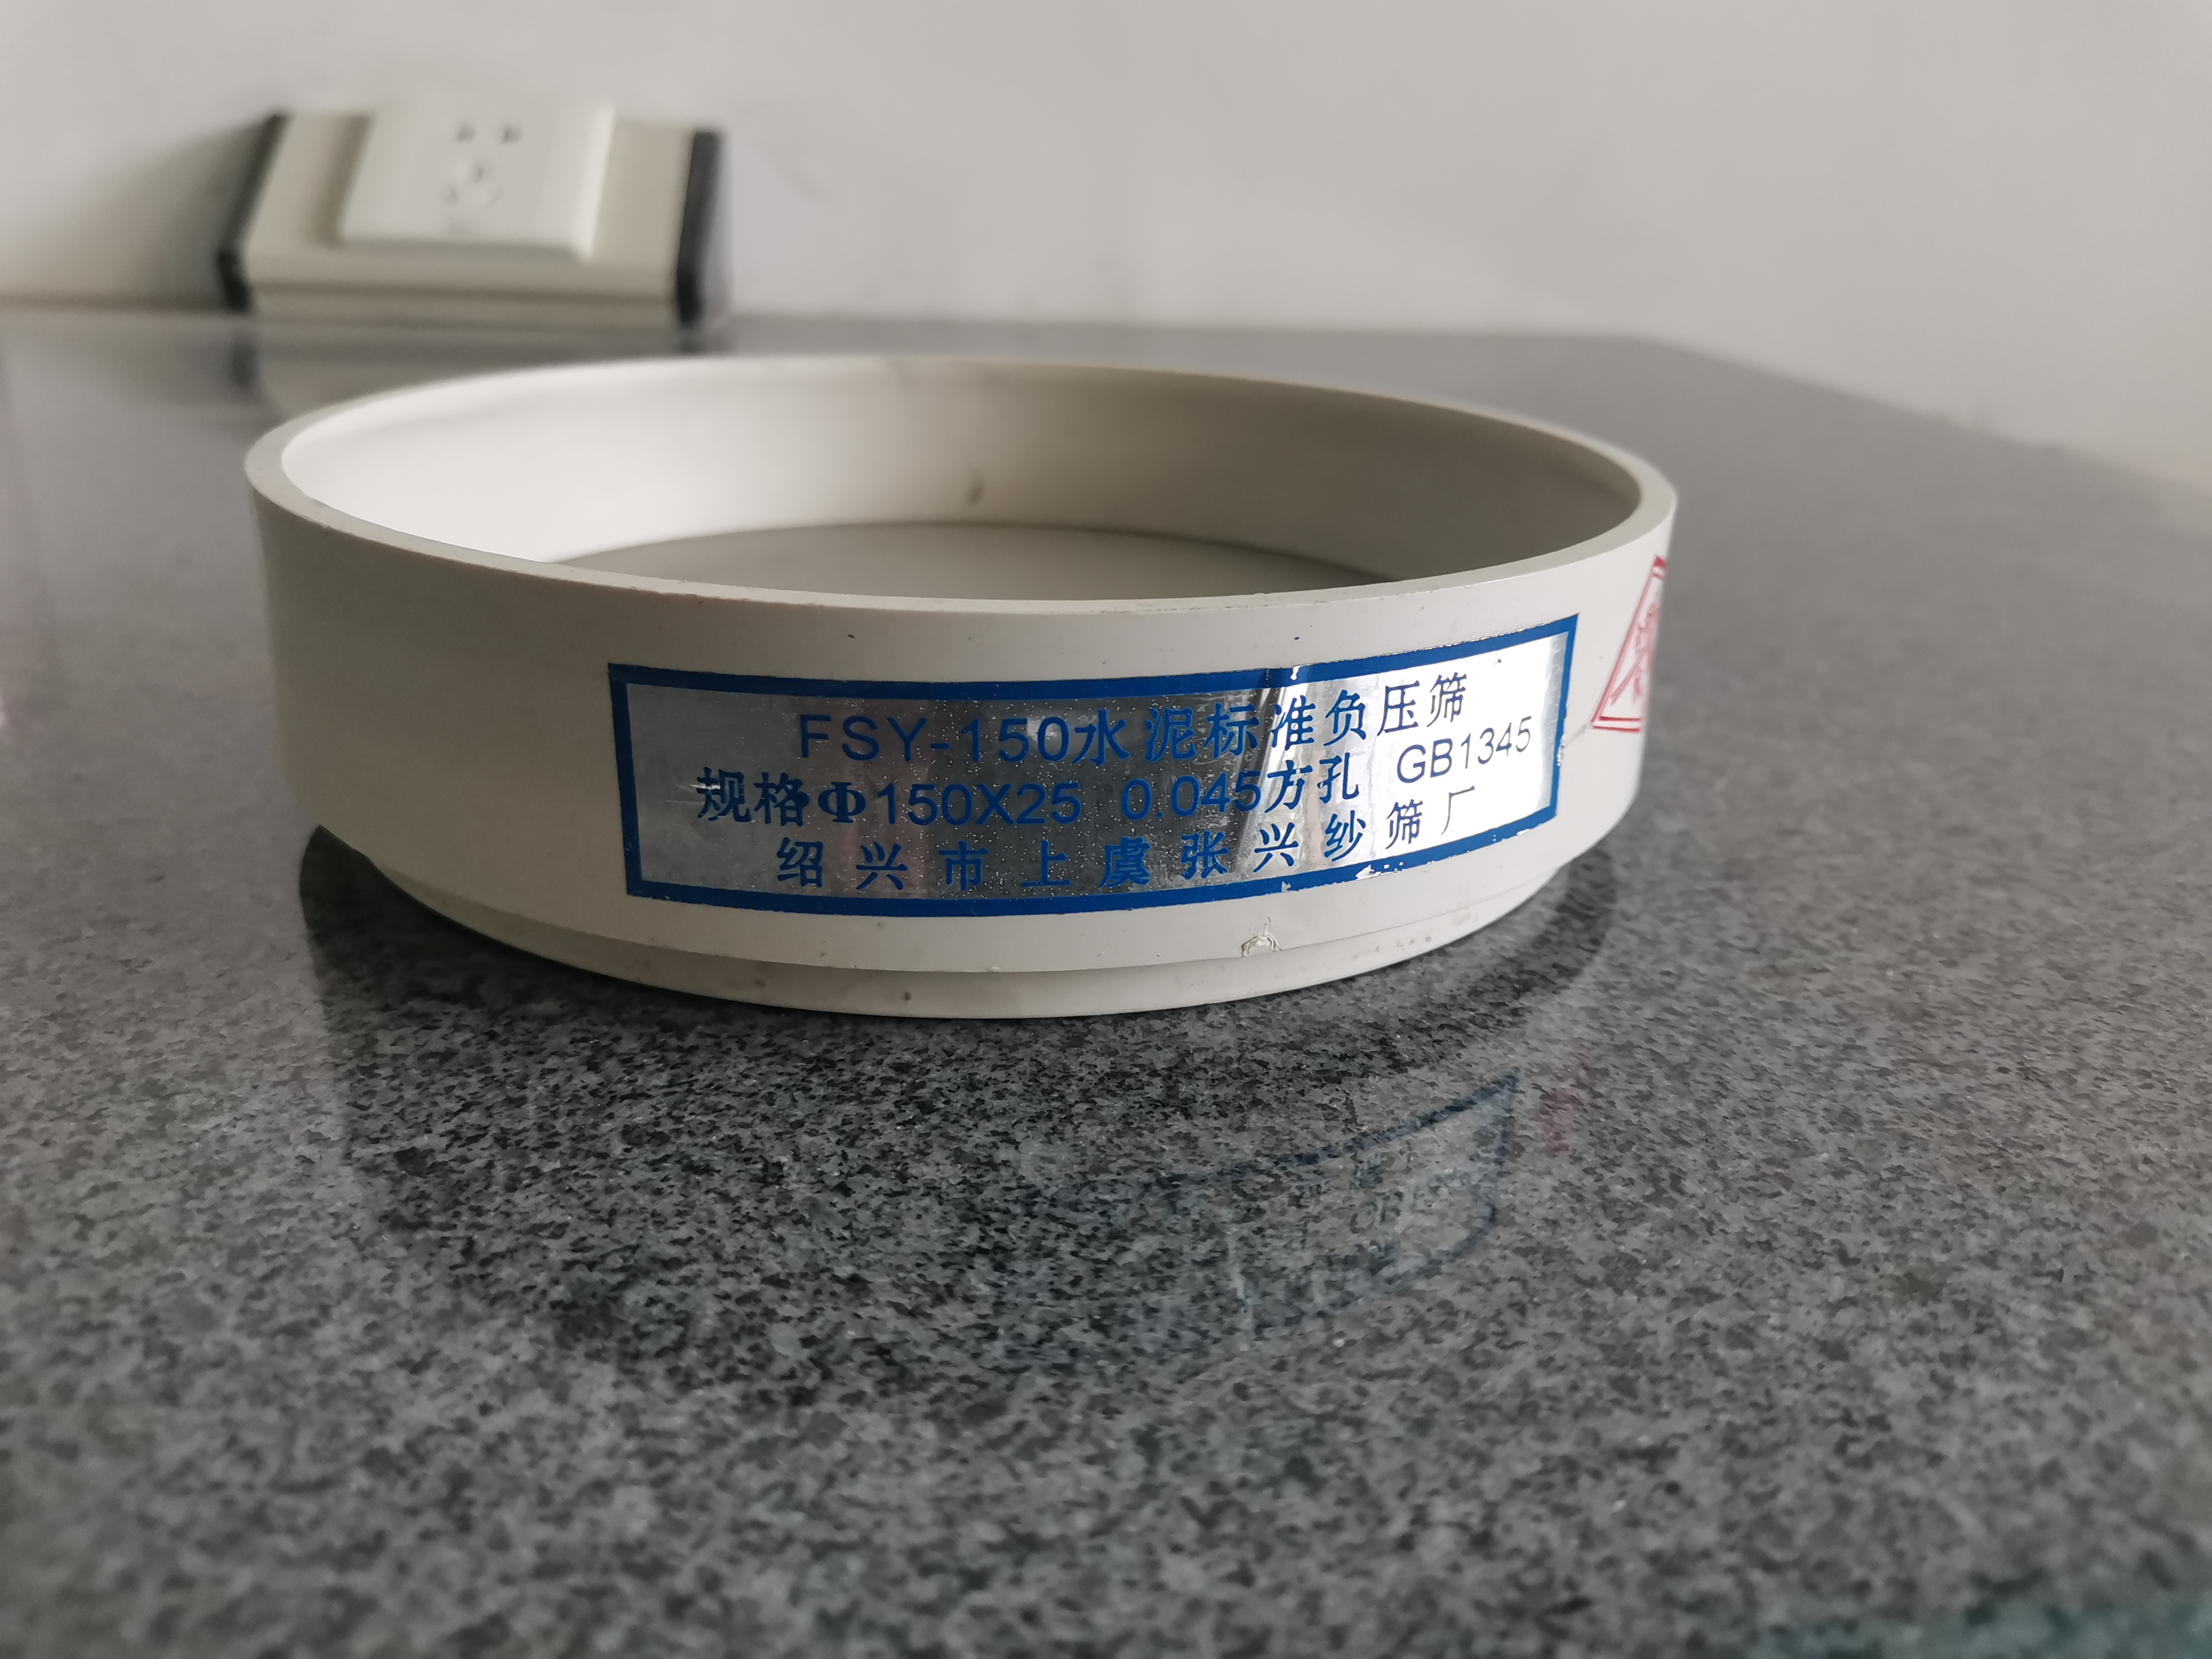 FSY-150水泥标准负压筛
规格Φ150X25 0.045方孔 GB1345
绍兴市上虞张兴纱筛厂